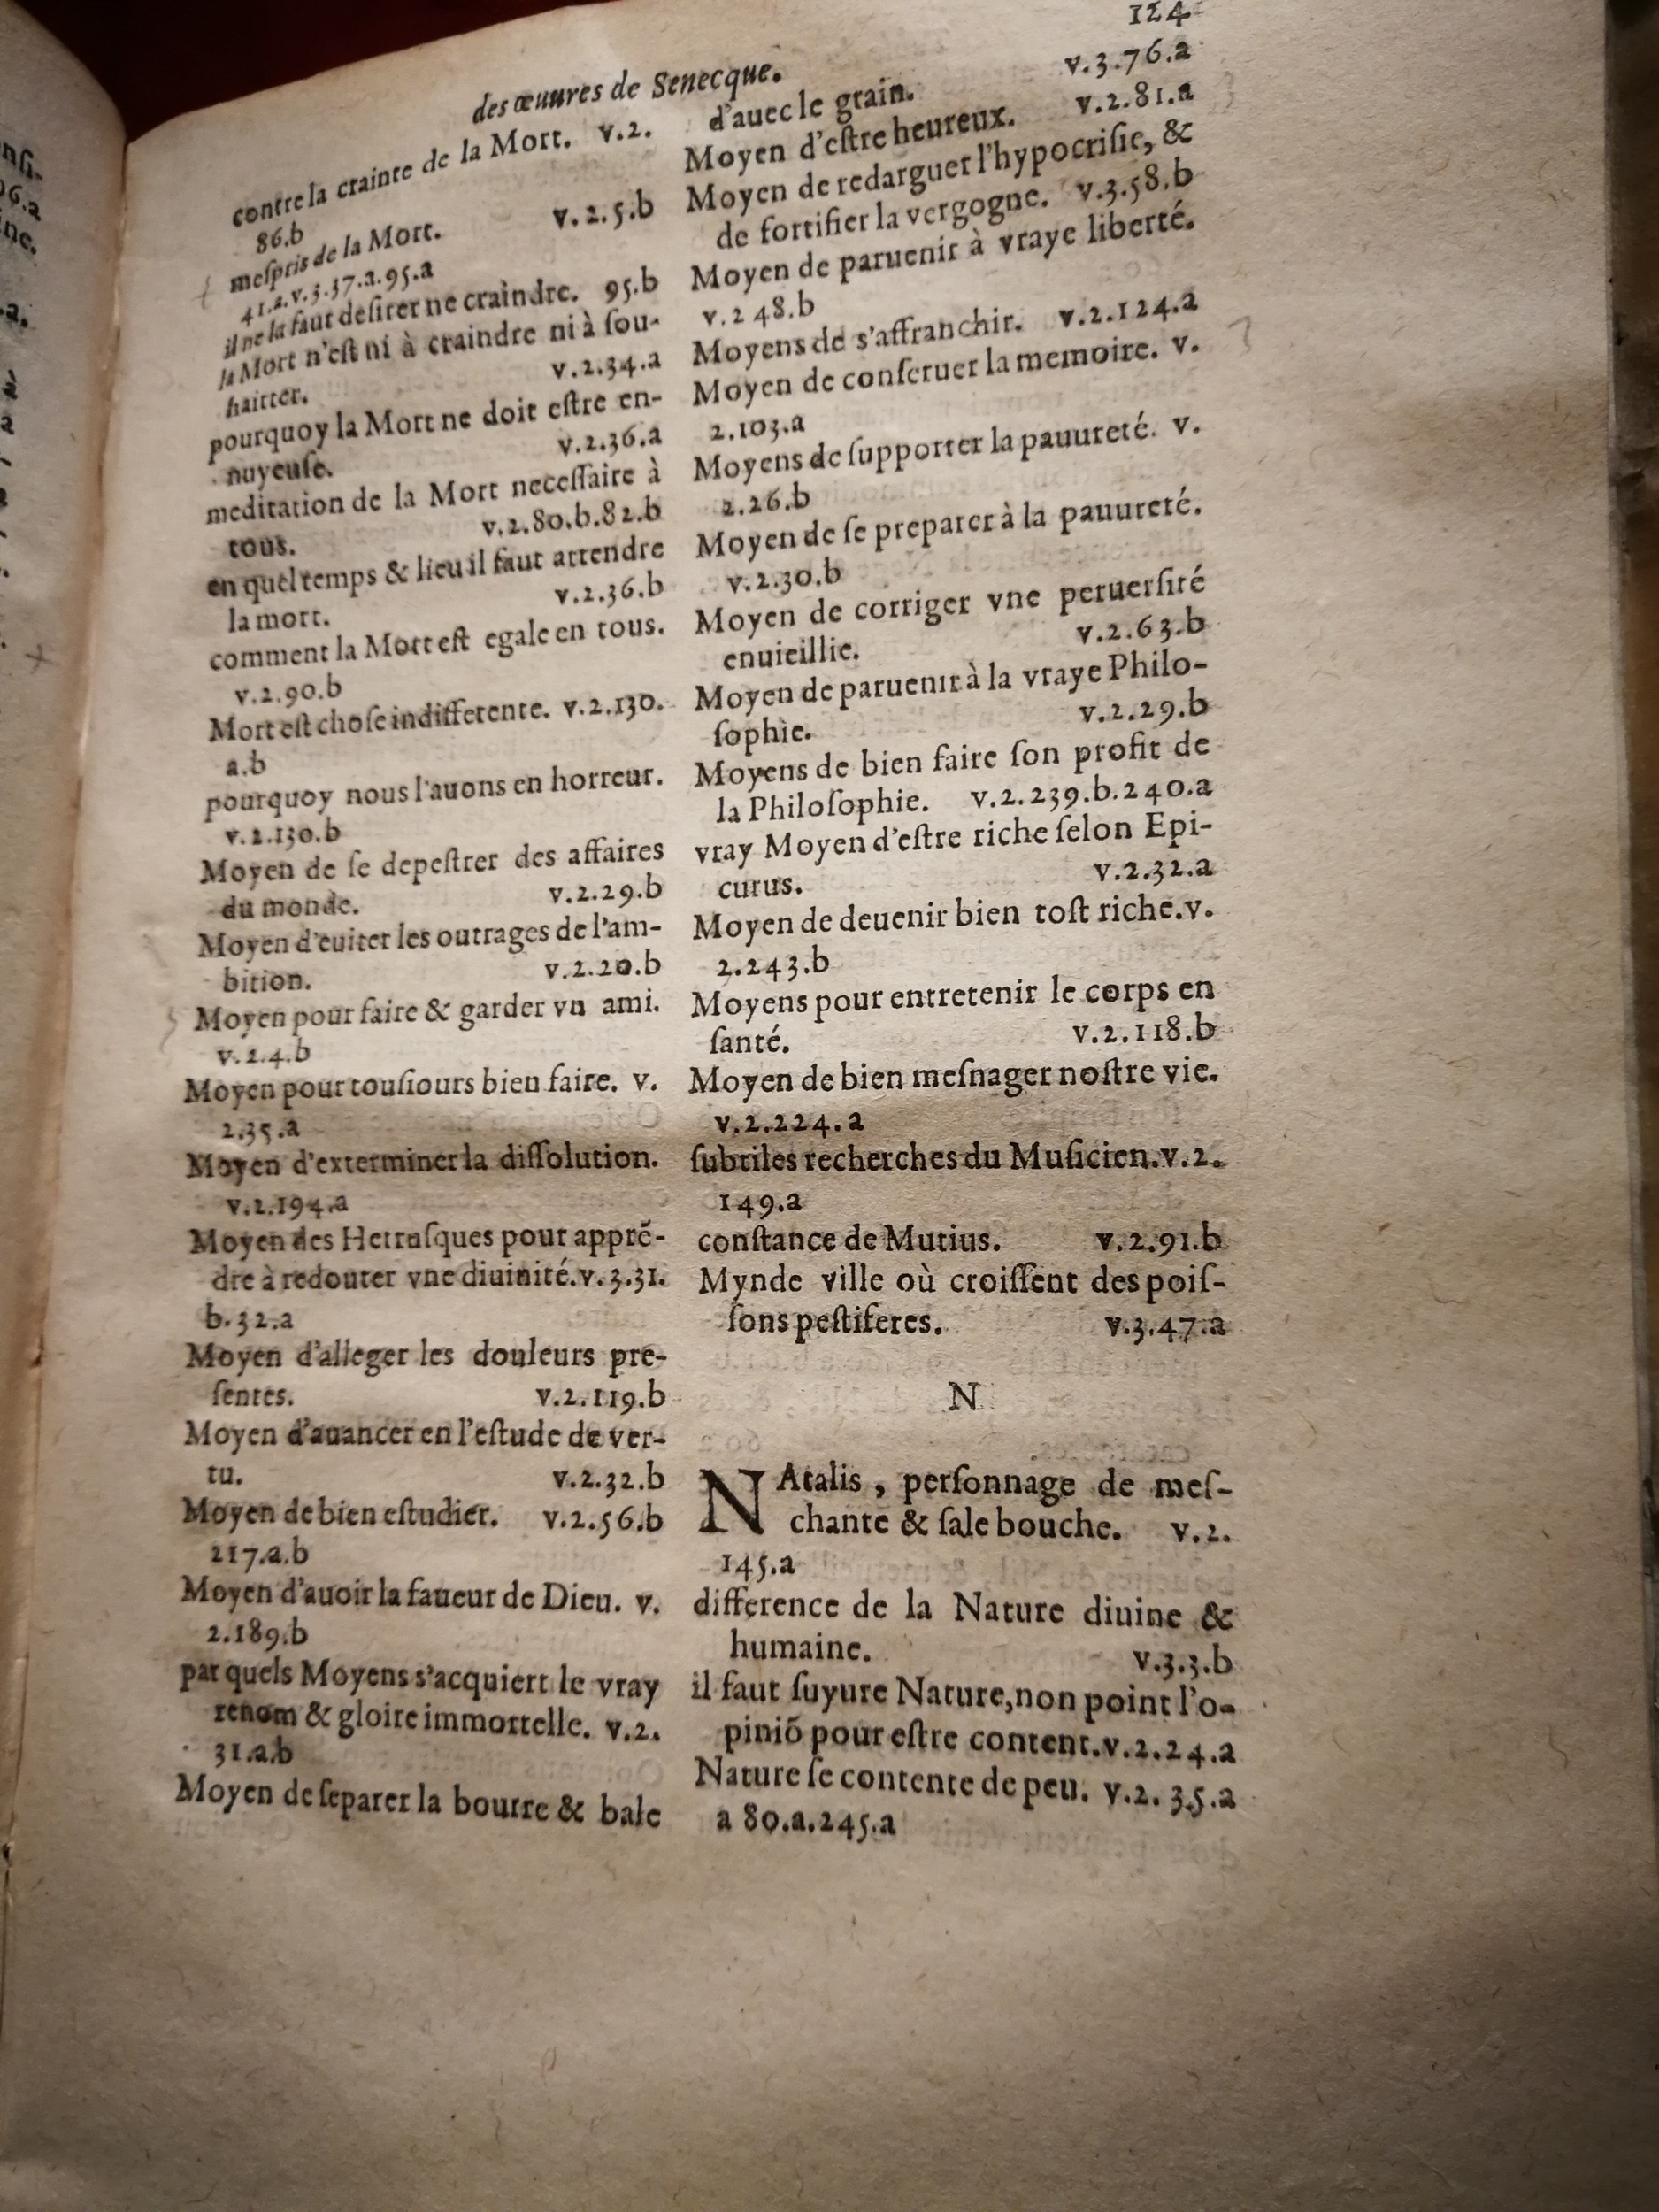 124
des œuures de Senecque.
contre la crainte de la Mort. v.2.
86.b
meſpris de la Mort. v.2.5.b
41.a.v.3.37.a.95.a
il ne la faut deſirer ne craindre. 95.b
la Mort n'eſt ni à craindre ni à ſou-
haitter. v.2.34.a
pourquoy la Mort ne doit eſtre en-
nuyeuſe. v.2.36.a
meditation de la Mort neceſſaire à
tous. v.2.80.b.82.b
en quel temps & lieu il faut attendre
la mort. v.2.36.b
comment la Mort eſt egale en tous.
v.2.90.b
Mort eſt choſe indifferente. v.2.130.
a.b
pourquoy nous l'auons en horreur.
v.2.130.b
Moyen de ſe depeſtrer des affaires
du monde. v.2.29.b
Moyen d'euiter les outrages de l'am-
bition. v.2.20.b
Moyen pour faire & garder vn ami.
v.2.4.b
Moyen pour touſiours bien faire. v.
2.35.a
Moyen d'exterminer la diſſolution.
v.2.194.a
Moyen des Hetruſques pour apprẽ-
dre à redouter vne diuinité.v.3.31.
b.32.a
Moyen d'alleger les douleurs pre-
ſentes. v.2.119.b
Moyen d'auancer en l'eſtude de ver-
tu. v.2.32.b
Moyen de bien eſtudier. v.2.56.b
217.a.b
Moyen d'auoir la faueur de Dieu. v.
2.189.b
par quels Moyens s'acquiert le vray
renom & gloire immortelle. v.2.
31.a.b
Moyen de ſeparer la bourre & bale
d'auec le grain. v.3.76.a
Moyen d'eſtre heureux. v.2.81.a
Moyen de redarguer l'hypocriſie, &
de fortifier la vergogne. v.3.58.b
Moyen de paruenir à vraye liberté.
v.2 48.b
Moyens de s'affranchir. v.2.124.a
Moyen de conſeruer la memoire. v.
2.103.a
Moyens de ſupporter la pauureté. v.
2.26.b
Moyen de ſe preparer à la pauureté.
v.2.30.b
Moyen de corriger vne peruerſité
enuieillie. v.2.63.b
Moyen de paruenir à la vraye Philo-
ſophie. v.2.29.b
Moyens de bien faire ſon profit de
la Philoſophie. v.2.239.b.240.a
vray Moyen d'eſtre riche ſelon Epi-
curus. v.2.32.a
Moyen de deuenir bien toſt riche.v.
2.243.b
Moyens pour entretenir le corps en
ſanté. v.2.118.b
Moyen de bien meſnager noſtre vie.
v.2.224.a
ſubtiles recherches du Muſicien.v.2.
149.a
conſtance de Mutius. v.2.91.b
Mynde ville où croiſſent des poiſ-
ſons peſtiferes. v.3.47.a
N
NAtalis, perſonnage de meſ-
chante & ſale bouche. v.2.
145.a
difference de la Nature diuine &
humaine. v.3.3.b
il faut ſuyure Nature,non point l'o-
piniõ pour eſtre content.v.2.24.a
Nature ſe contente de peu. v.2.35.a
a 80.a.245.a